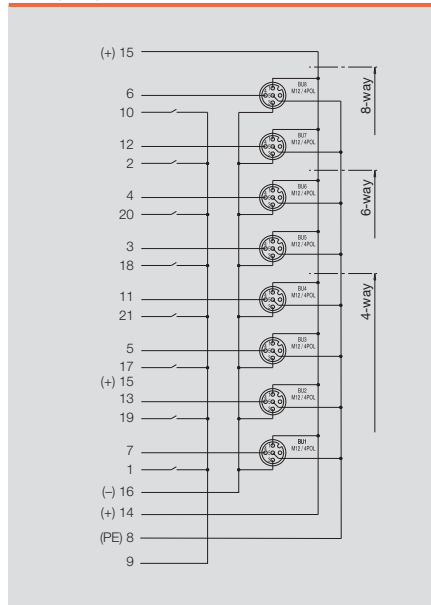 (+) 15
BU8
M12 / 4POL
6
10
8-way
BU7
M12 / 4POL
12
2
BU6
M12 / 4POL
4
20
6-way
BU5
M12 / 4POL
3
18
BU4
M12 / 4POL
11
21
4-way
BU3
M12 / 4POL
5
17
(+) 15
BU2
M12 / 4POL
13
19
BU1
M12 / 4POL
7
1
(–) 16
(+) 14
(PE) 8
9